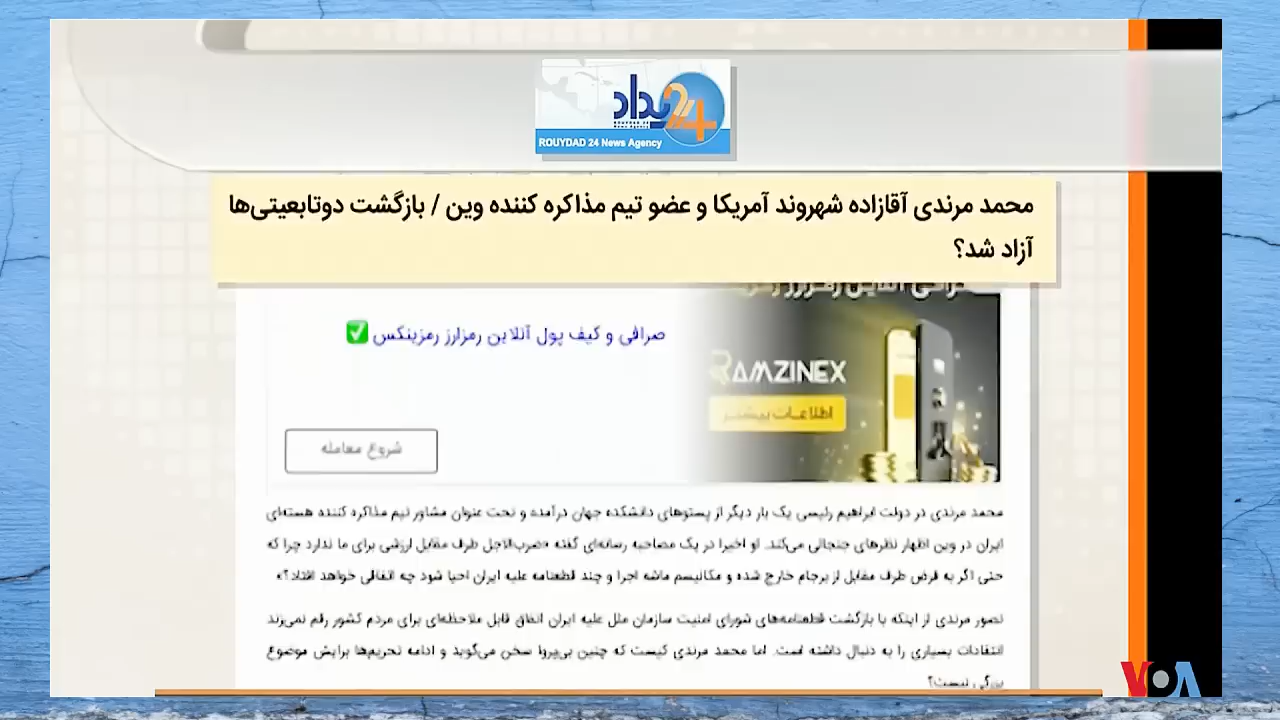 رویداد 24
ROUYDAD 24
News Agency
ROUYDAD 24 News Agency
محمد مرندی آقازاده شهروند آمریکا و عضو تیم مذاکره کننده وین / بازگشت دوتابعیتی‌ها
آزاد شد؟
صرافی و کیف پول آنلاین رمزارز رمزینکس ✅
RAMZINEX
اطلاعات بیشتر
شروع معامله
محمد مرندی در دولت ابراهیم رئیسی یک بار دیگر از پستوهای دانشکده جهان درآمده و تحت عنوان مشاور تیم مذاکره کننده هسته‌ای
ایران در وین اظهار نظرهای جنجالی می‌کند. او اخیرا در یک مصاحبه رسانه‌ای گفته «ضرب‌الاجل طرف مقابل ارزشی برای ما ندارد چرا که
حتی اگر به فرض طرف مقابل از برجام خارج شده و مکانیسم ماشه اجرا و چند قطعنامه علیه ایران احیا شود چه اتفاقی خواهد افتاد؟»
تصور مرندی از اینکه با بازگشت قطعنامه‌های شورای امنیت سازمان ملل علیه ایران اتفاق قابل ملاحظه‌ای برای مردم کشور رقم نمی‌زند
انتقادات بسیاری را به دنبال داشته است. اما محمد مرندی کیست که چنین بی‌پروا سخن می‌گوید و ادامه تحریم‌ها برایش موضوع
بزرگی نیست؟
VOA